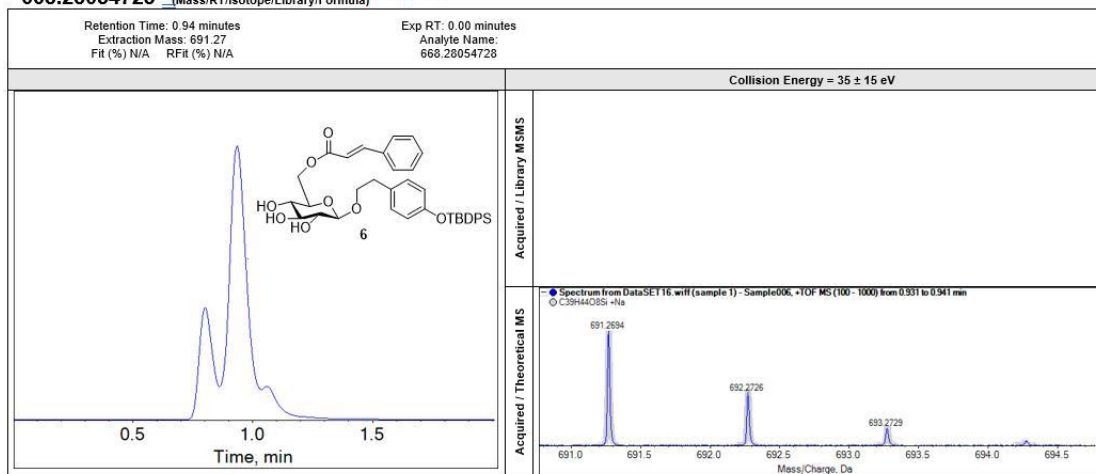 (Mass/RT/Isotope/Library/Formula)
Retention Time: 0.94 minutes
Extraction Mass: 691.27
Fit (%) N/A RFit (%) N/A
Exp RT: 0.00 minutes
Analyte Name:
668.28054728
Collision Energy = 35 ± 15 eV
O
O
HO
HO
HO
O
O
OTBDPS
6
0.5
1.0
1.5
Time, min
Acquired / Library MSMS
Acquired / Theoretical MS
Spectrum from DataSET16.wiff (sample 1) - Sample006, +TOF MS (100 - 1000) from 0.931 to 0.941 min
C39H44O8Si +Na
691.2694
692.2726
693.2729
691.0
691.5
692.0
692.5
693.0
693.5
694.0
694.5
Mass/Charge, Da